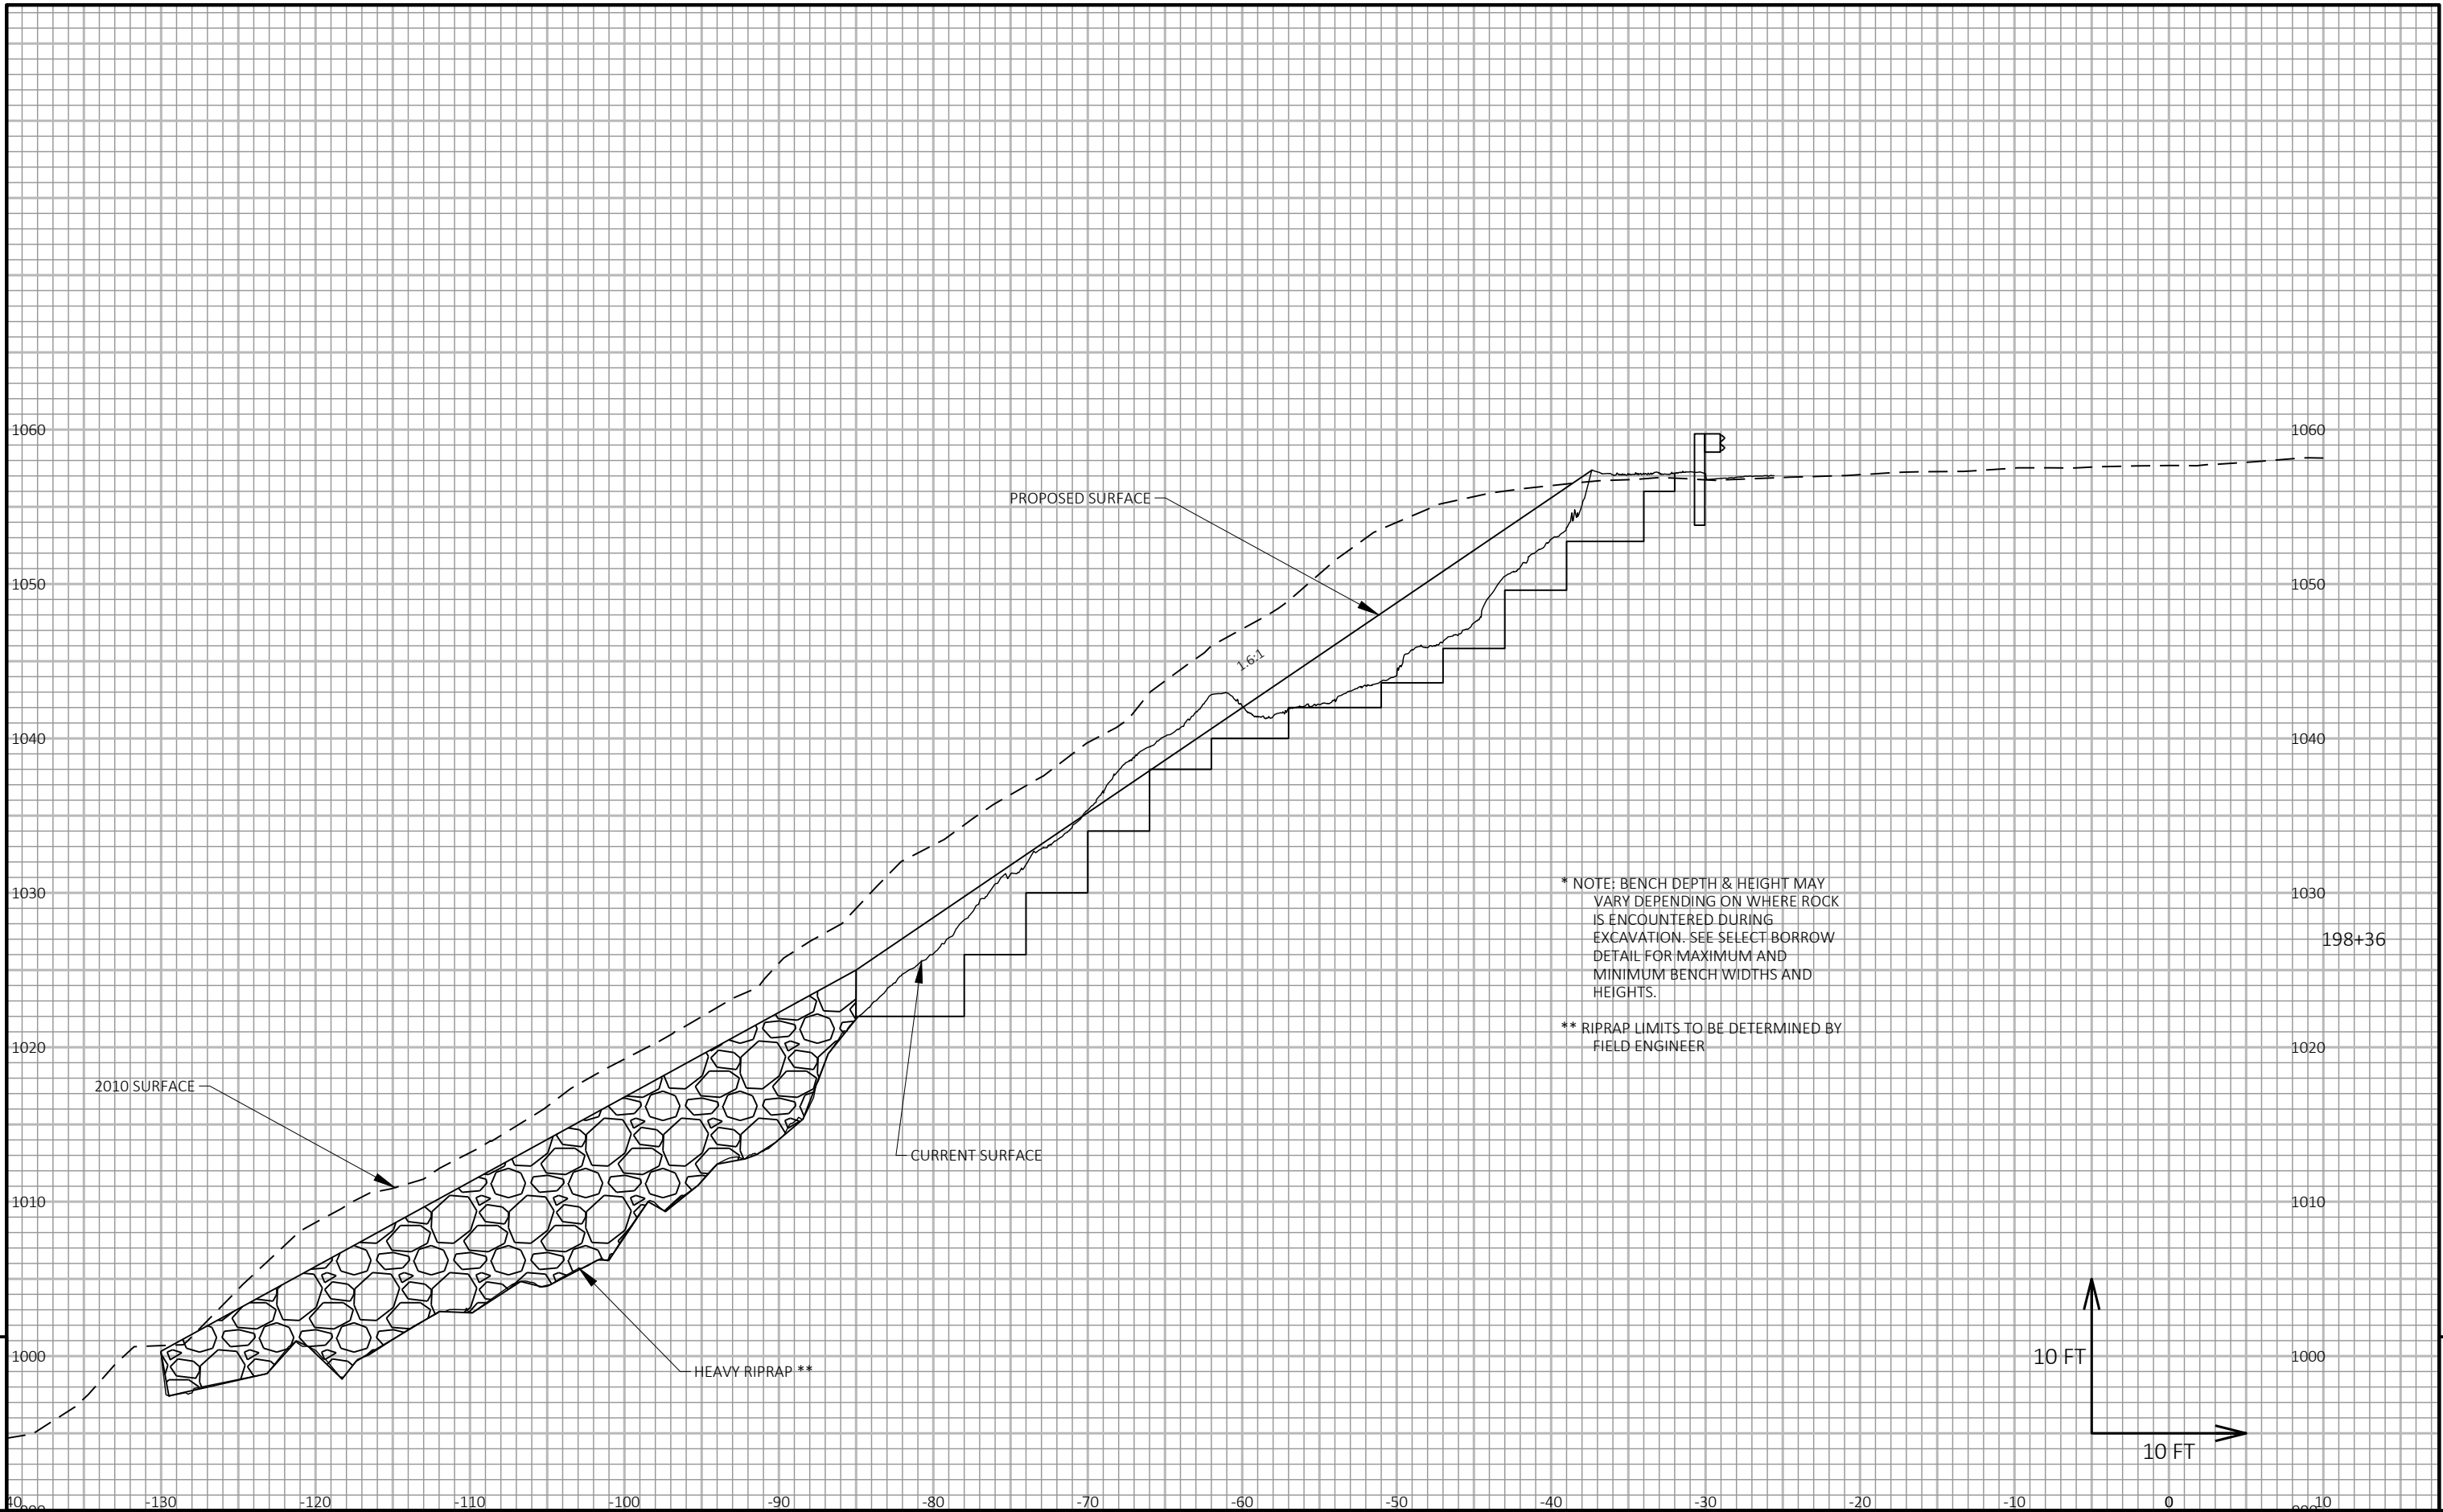 1060
1060
PROPOSED SURFACE
1050
1050
1.6:1
1040
1040
1030
1030
* NOTE: BENCH DEPTH & HEIGHT MAY
VARY DEPENDING ON WHERE ROCK
IS ENCOUNTERED DURING
EXCAVATION. SEE SELECT BORROW
DETAIL FOR MAXIMUM AND
MINIMUM BENCH WIDTHS AND
HEIGHTS.
198+36
** RIPRAP LIMITS TO BE DETERMINED BY
FIELD ENGINEER
1020
1020
2010 SURFACE
CURRENT SURFACE
1010
1010
1000
1000
10 FT
HEAVY RIPRAP **
10 FT
40 -130 -120 -110 -100 -90 -80 -70 -60 -50 -40 -30 -20 -10 0 10